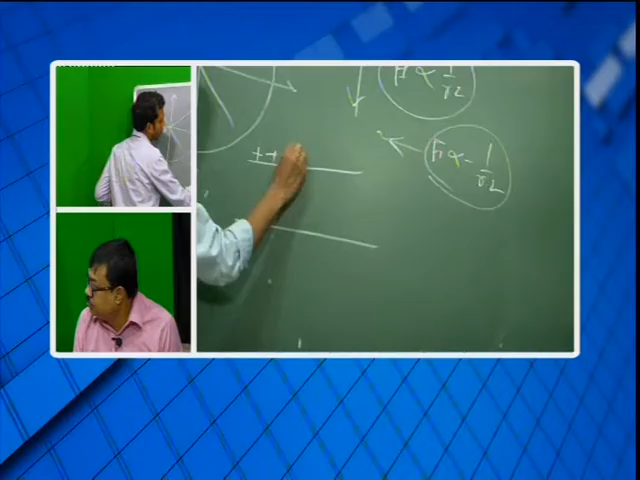 F ∝ 1/r2
F ∝ - 1/r2
++